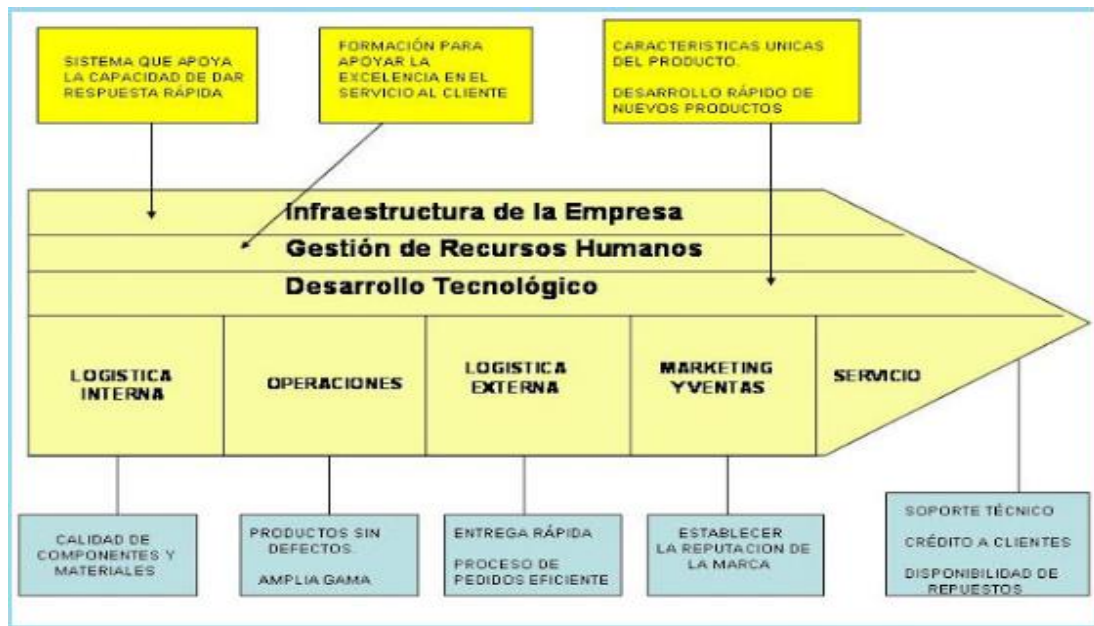 SISTEMA QUE APOYA
LA CAPACIDAD DE DAR
RESPUESTA RÁPIDA
FORMACIÓN PARA
APOYAR LA
EXCELENCIA EN EL
SERVICIO AL CLIENTE
CARACTERISTICAS UNICAS
DEL PRODUCTO.
DESARROLLO RÁPIDO DE
NUEVOS PRODUCTOS
Infraestructura de la Empresa
Gestión de Recursos Humanos
Desarrollo Tecnológico
LOGISTICA
INTERNA
OPERACIONES
LOGISTICA
EXTERNA
MARKETING
YVENTAS
SERVICIO
CALIDAD DE
COMPONENTES Y
MATERIALES
PRODUCTOS SIN
DEFECTOS.
AMPLIA GAMA
ENTREGA RÁPIDA
PROCESO DE
PEDIDOS EFICIENTE
ESTABLECER
LA REPUTACION DE
LA MARCA
SOPORTE TÉCNICO
CRÉDITO A CLIENTES
DISPONIBILIDAD DE
REPUESTOS